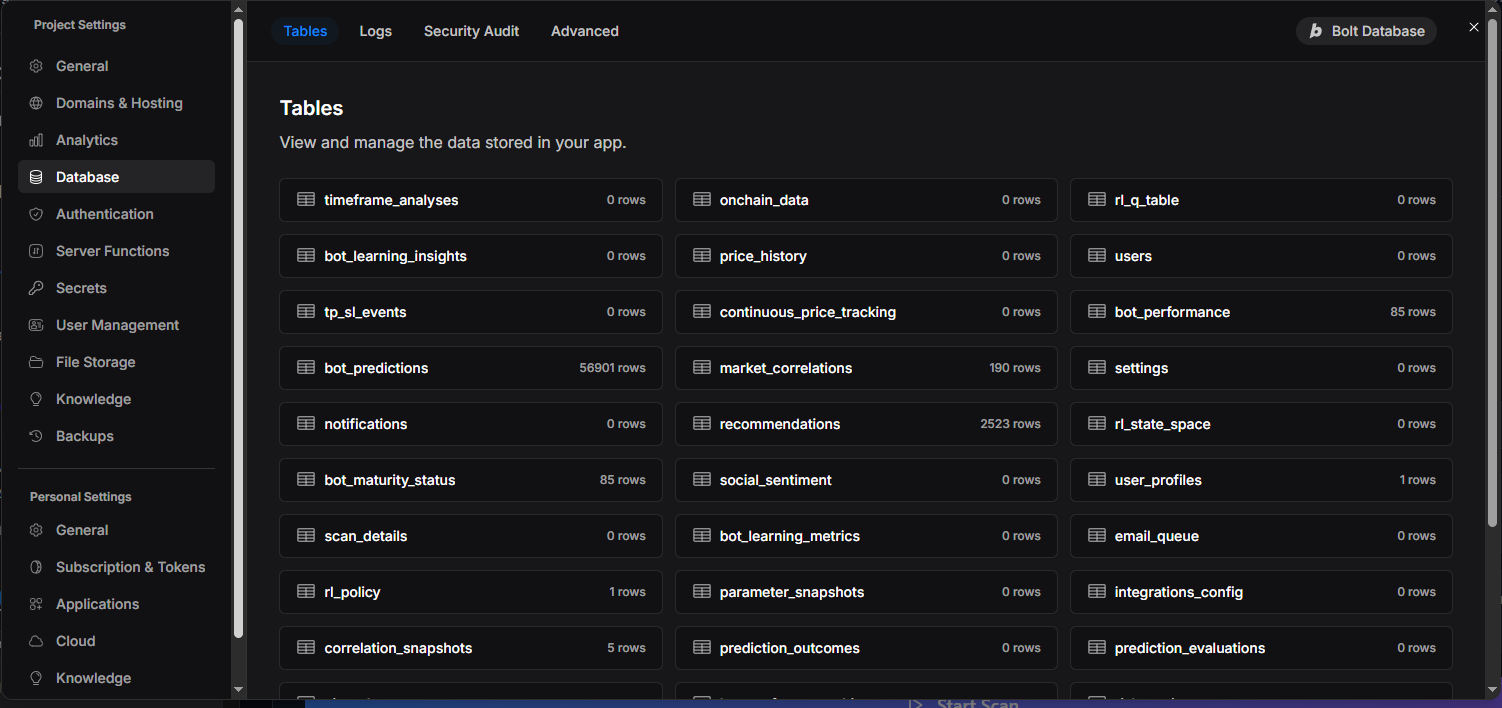 Project Settings
General
Domains & Hosting
Analytics
Database
Authentication
Server Functions
Secrets
User Management
File Storage
Knowledge
Backups
Personal Settings
General
Subscription & Tokens
Applications
Cloud
Knowledge
Tables Logs Security Audit Advanced Bolt Database
Tables
View and manage the data stored in your app.
timeframe_analyses 0 rows onchain_data 0 rows rl_q_table 0 rows
bot_learning_insights 0 rows price_history 0 rows users 0 rows
tp_sl_events 0 rows continuous_price_tracking 0 rows bot_performance 85 rows
bot_predictions 56901 rows market_correlations 190 rows settings 0 rows
notifications 0 rows recommendations 2523 rows rl_state_space 0 rows
bot_maturity_status 85 rows social_sentiment 0 rows user_profiles 1 rows
scan_details 0 rows bot_learning_metrics 0 rows email_queue 0 rows
rl_policy 1 rows parameter_snapshots 0 rows integrations_config 0 rows
correlation_snapshots 5 rows prediction_outcomes 0 rows prediction_evaluations 0 rows
Start Scan